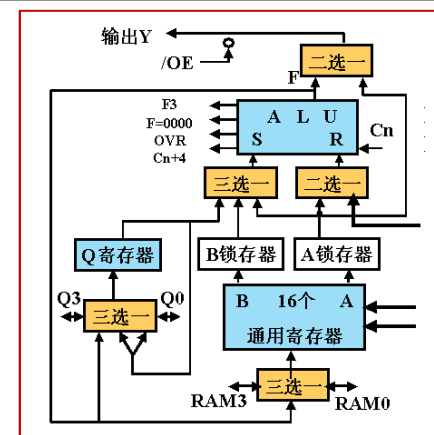 输出Y
/OE
二选一
F
F3
F=0000
OVR
Cn+4
A L U
S R
Cn
三选一
二选一
Q寄存器
B锁存器
A锁存器
Q3
三选一
Q0
B 16个 A
通用寄存器
三选一
RAM3
RAM0